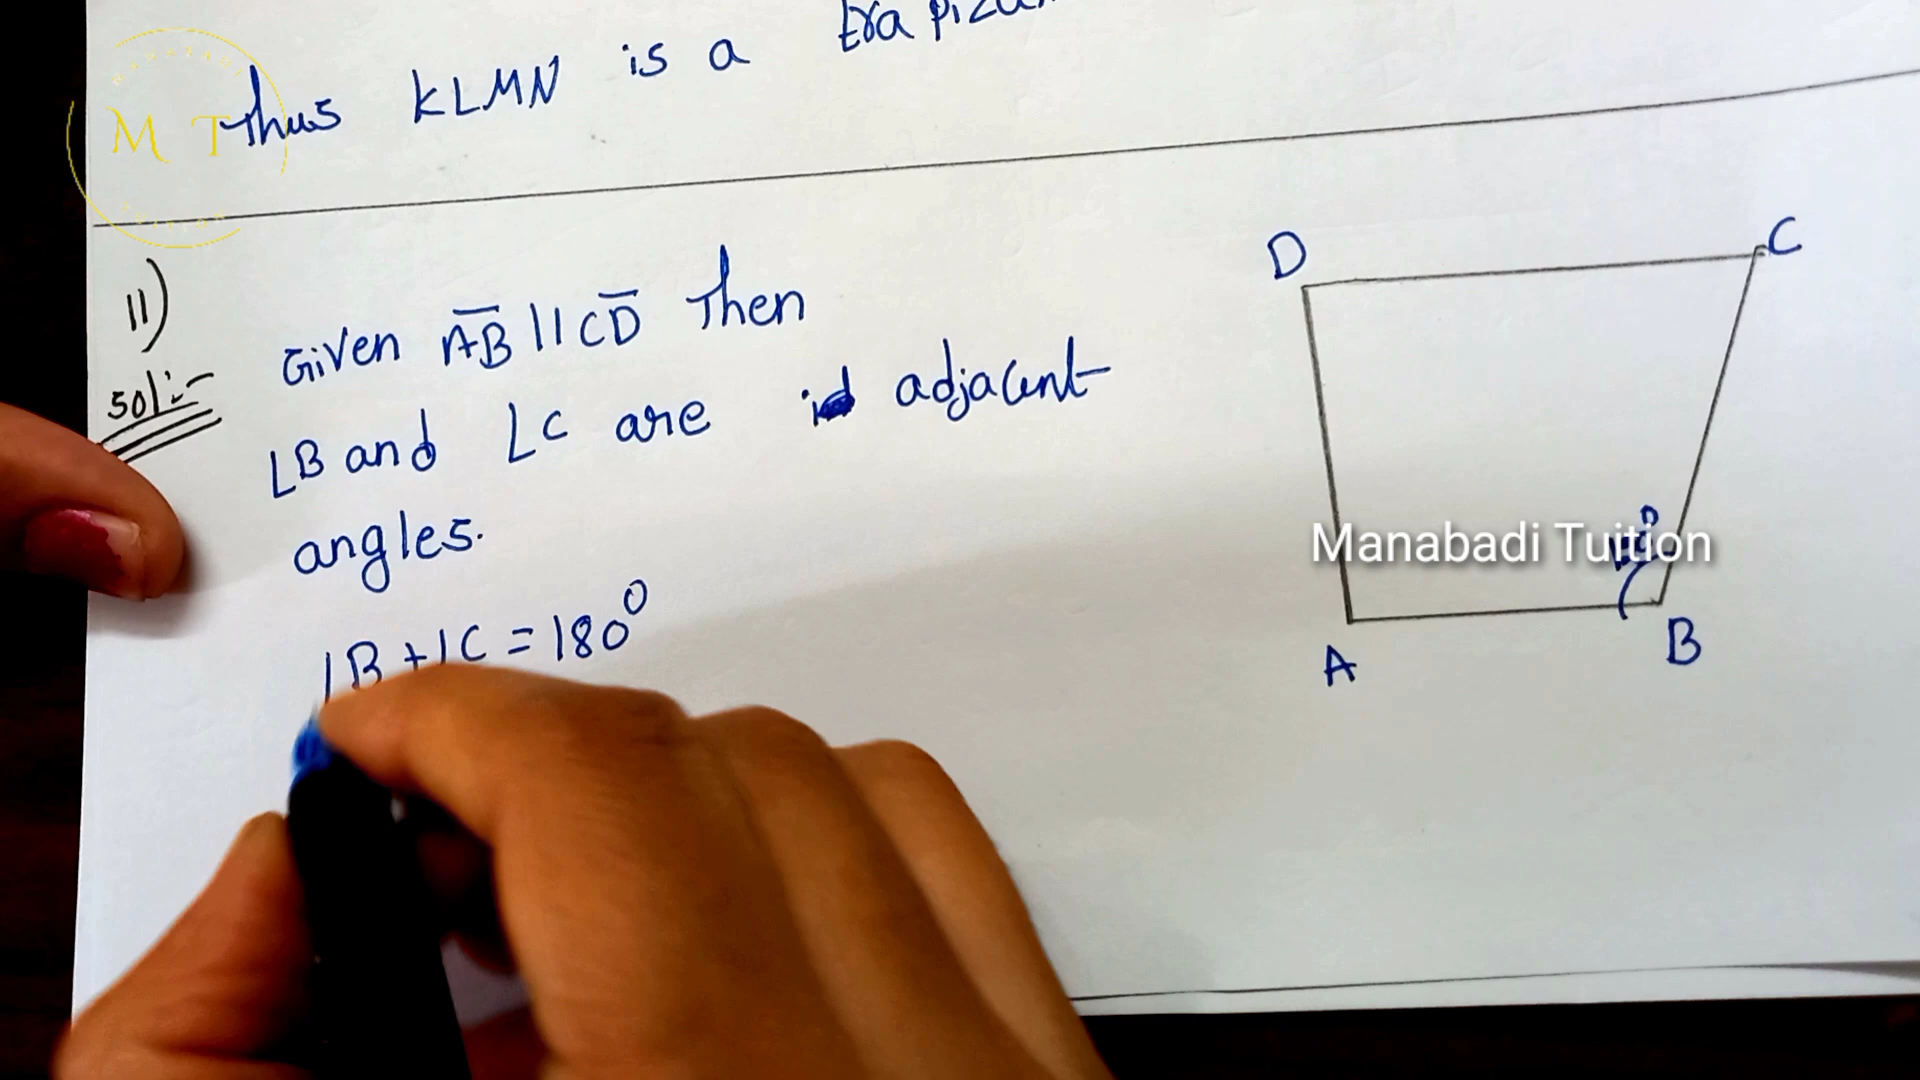 Thus KLMN is a
M T
11)
Given AB || CD Then
sol:-
∠B and ∠C are adjacent
angles.
∠B + ∠C = 180°
D
C
A
B
Manabadi Tuition